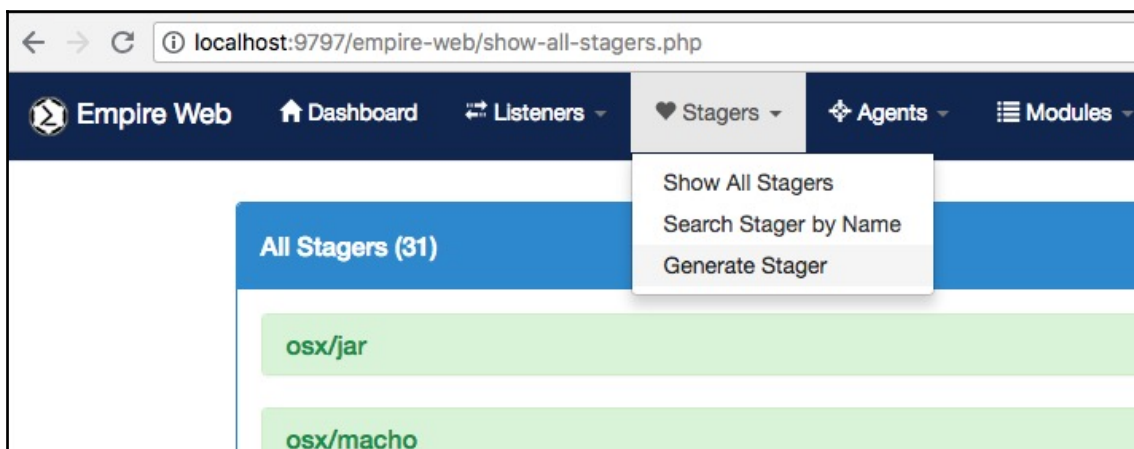 localhost:9797/empire-web/show-all-stagers.php
Empire Web Dashboard Listeners Stagers Agents Modules
Show All Stagers
Search Stager by Name
Generate Stager
All Stagers (31)
osx/jar
osx/macho